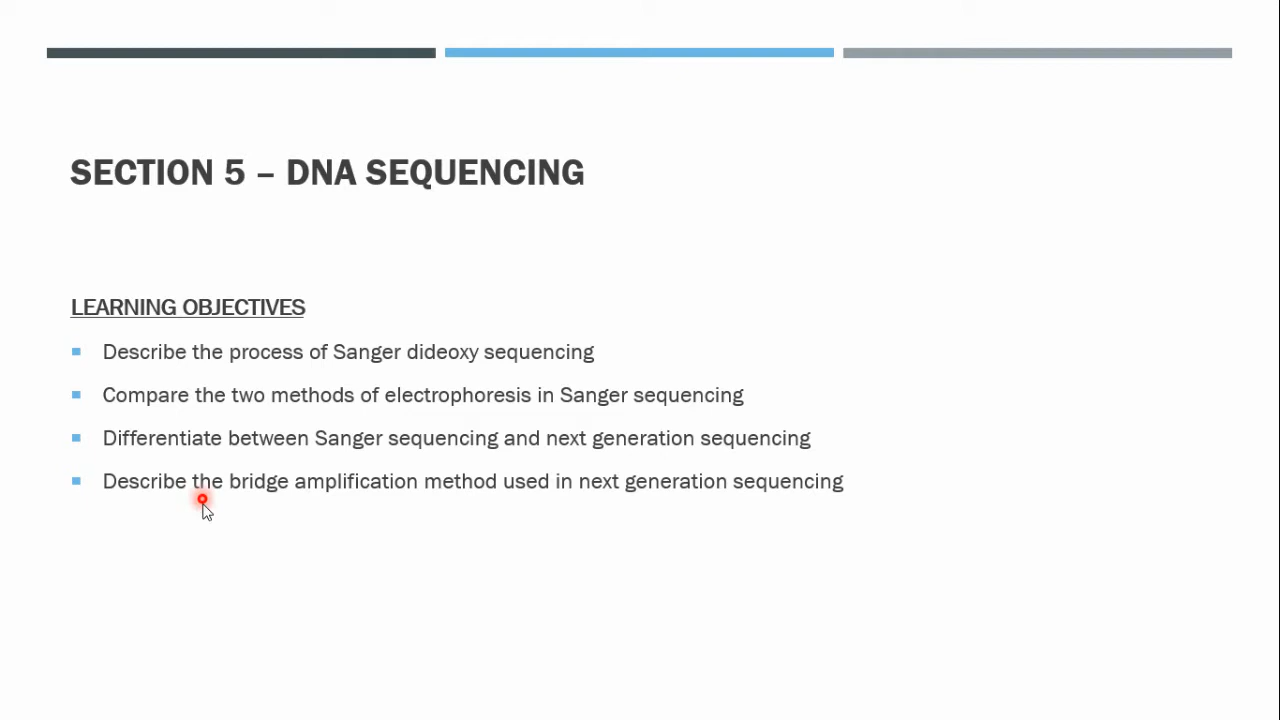 SECTION 5 – DNA SEQUENCING
LEARNING OBJECTIVES
Describe the process of Sanger dideoxy sequencing
Compare the two methods of electrophoresis in Sanger sequencing
Differentiate between Sanger sequencing and next generation sequencing
Describe the bridge amplification method used in next generation sequencing